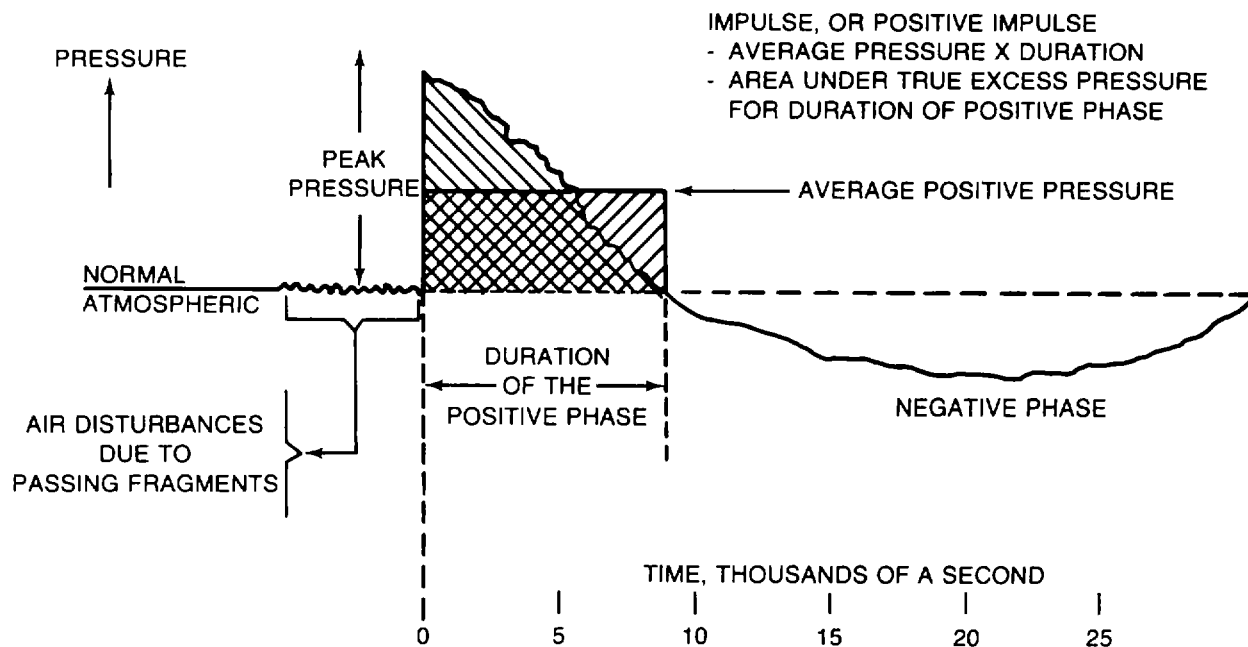 IMPULSE, OR POSITIVE IMPULSE
- AVERAGE PRESSURE X DURATION
- AREA UNDER TRUE EXCESS PRESSURE
FOR DURATION OF POSITIVE PHASE
PRESSURE
PEAK
PRESSURE
AVERAGE POSITIVE PRESSURE
NORMAL
ATMOSPHERIC
DURATION
OF THE
POSITIVE PHASE
NEGATIVE PHASE
AIR DISTURBANCES
DUE TO
PASSING FRAGMENTS
TIME, THOUSANDS OF A SECOND
0 5 10 15 20 25